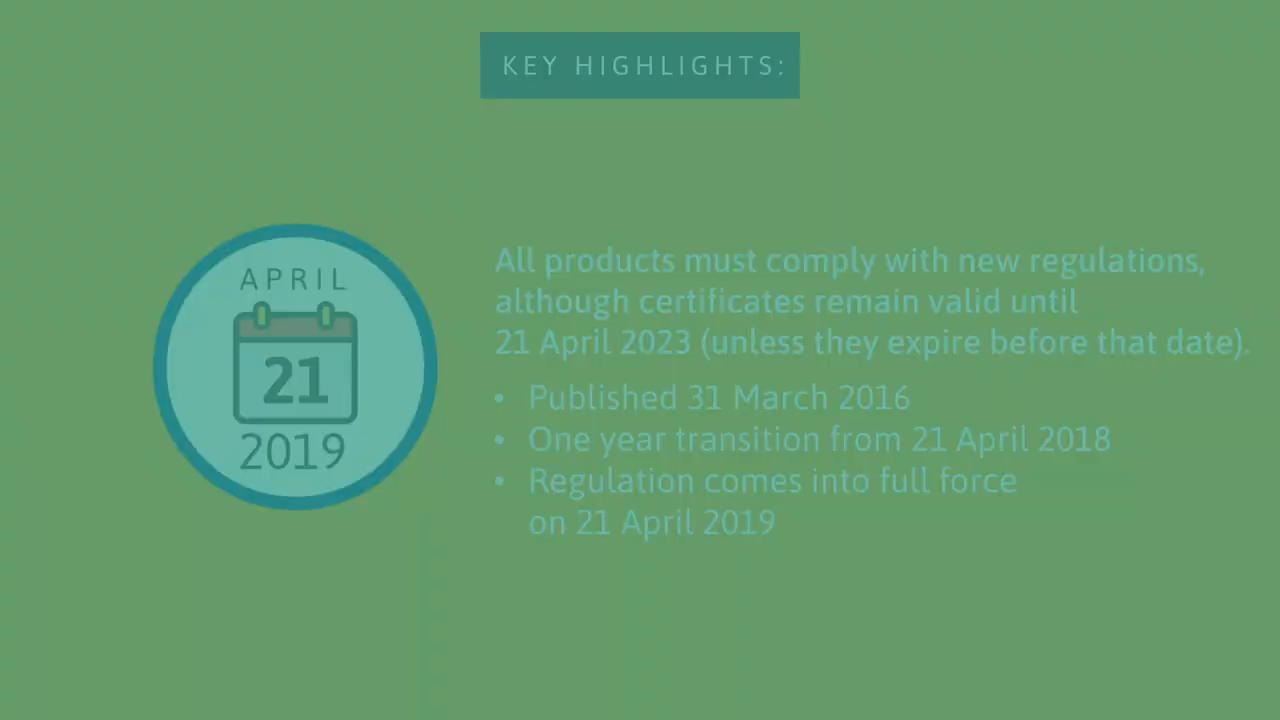 KEY HIGHLIGHTS:
APRIL
21
2019
All products must comply with new regulations,
although certificates remain valid until
21 April 2023 (unless they expire before that date).
• Published 31 March 2016
• One year transition from 21 April 2018
• Regulation comes into full force
on 21 April 2019